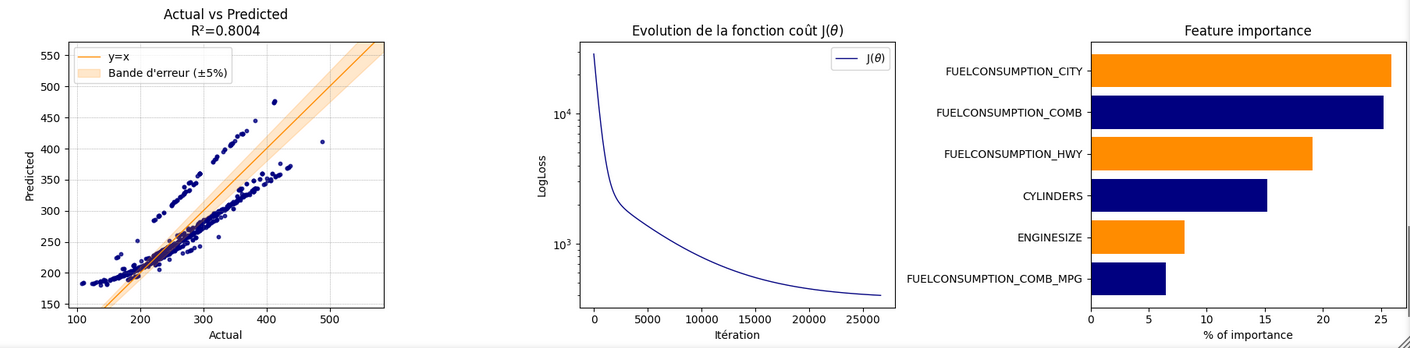 Actual vs Predicted
R²=0.8004
y=x
Bande d'erreur (±5%)
550
500
450
400
350
300
250
200
150
Predicted
100
200
300
400
500
Actual
Evolution de la fonction coût J(θ)
J(θ)
10⁴
10³
LogLoss
0
5000
10000
15000
20000
25000
Itération
Feature importance
FUELCONSUMPTION_CITY
FUELCONSUMPTION_COMB
FUELCONSUMPTION_HWY
CYLINDERS
ENGINESIZE
FUELCONSUMPTION_COMB_MPG
0
5
10
15
20
25
% of importance